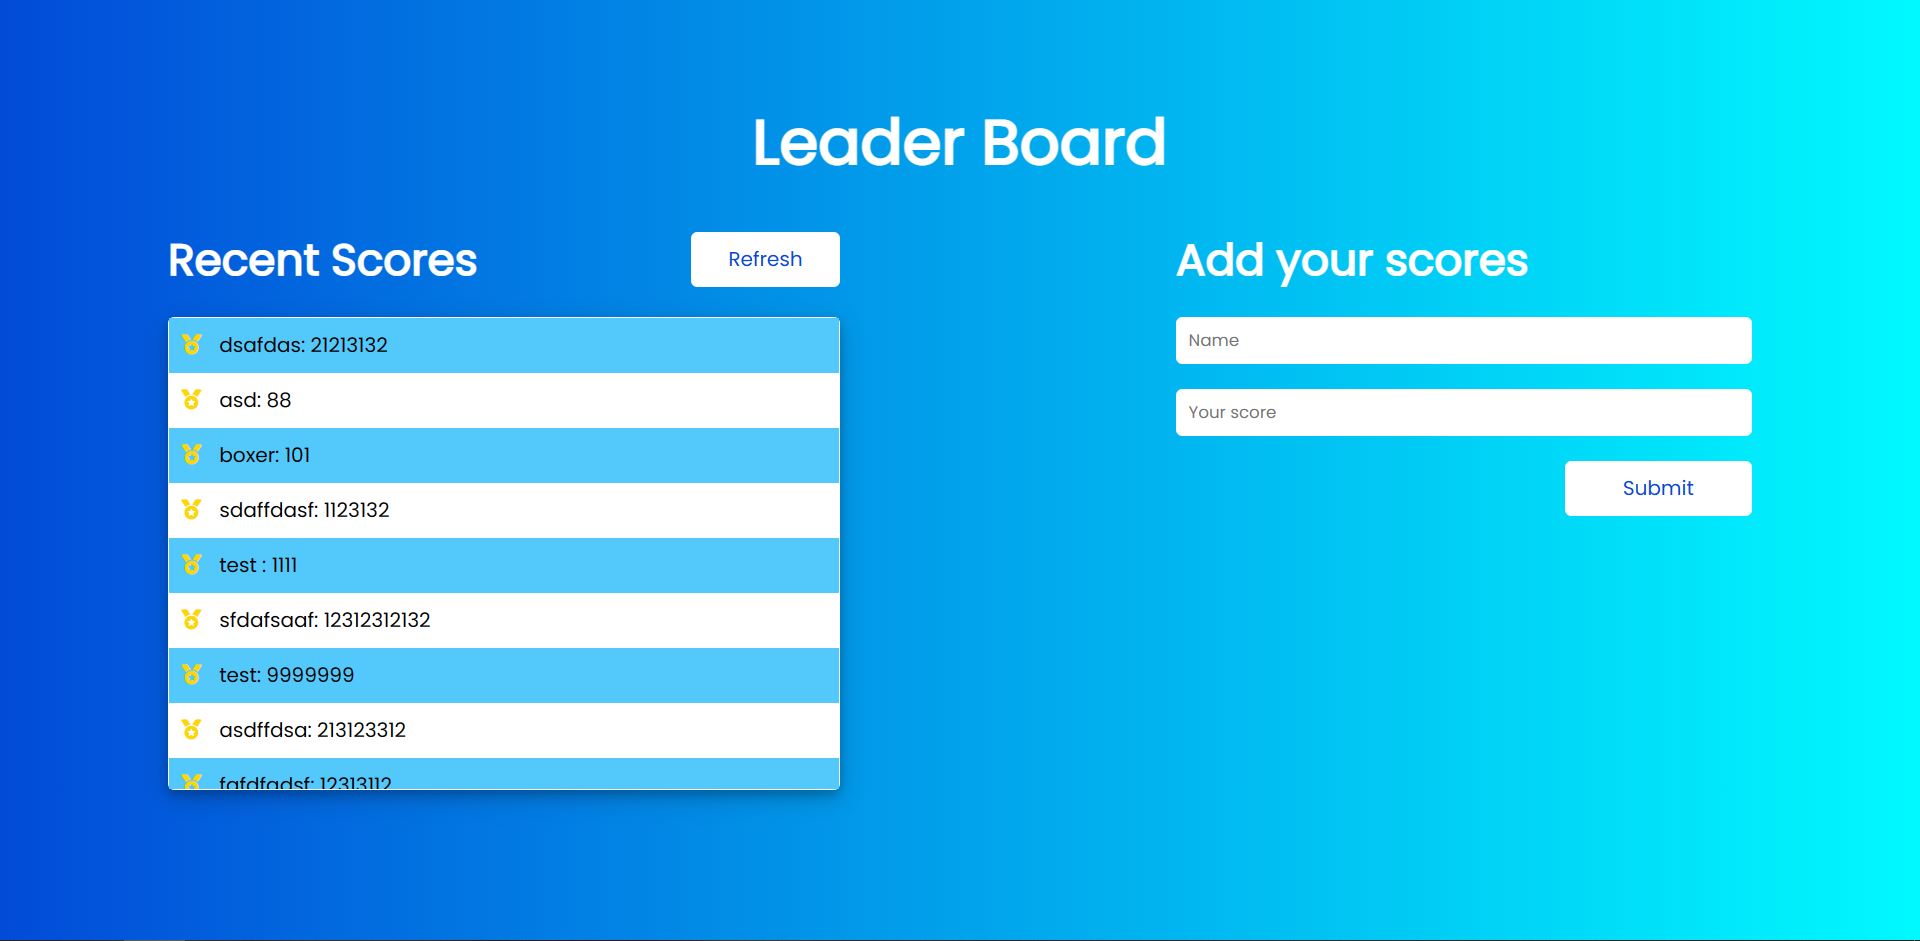 Leader Board
Recent Scores
Refresh
dsafdas: 21213132
asd: 88
boxer: 101
sdaffdasf: 1123132
test : 1111
sfdafsaaf: 12312312132
test: 9999999
asdffdsa: 213123312
fafdfadsf: 12313112
Add your scores
Name
Your score
Submit